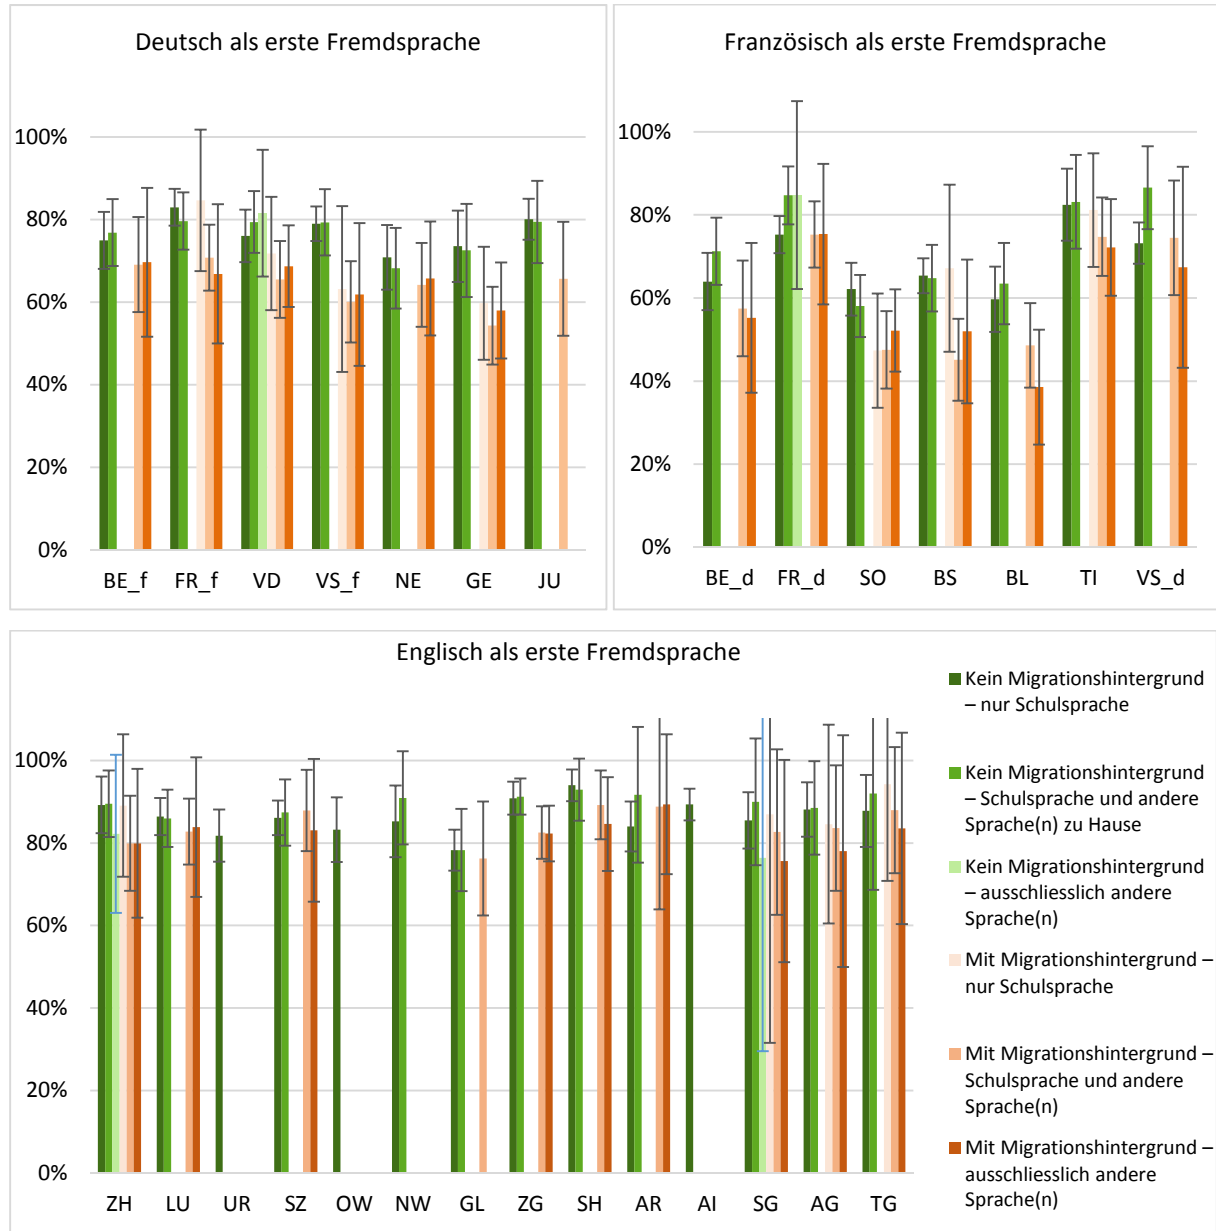 Deutsch als erste Fremdsprache
100%
80%
60%
40%
20%
0%
BE_f FR_f VD VS_f NE GE JU
Französisch als erste Fremdsprache
100%
80%
60%
40%
20%
0%
BE_d FR_d SO BS BL TI VS_d
Englisch als erste Fremdsprache
100%
80%
60%
40%
20%
0%
ZH LU UR SZ OW NW GL ZG SH AR AI SG AG TG
Kein Migrationshintergrund
– nur Schulsprache
Kein Migrationshintergrund
– Schulsprache und andere
Sprache(n) zu Hause
Kein Migrationshintergrund
– ausschliesslich andere
Sprache(n)
Mit Migrationshintergrund –
nur Schulsprache
Mit Migrationshintergrund –
Schulsprache und andere
Sprache(n)
Mit Migrationshintergrund –
ausschliesslich andere
Sprache(n)